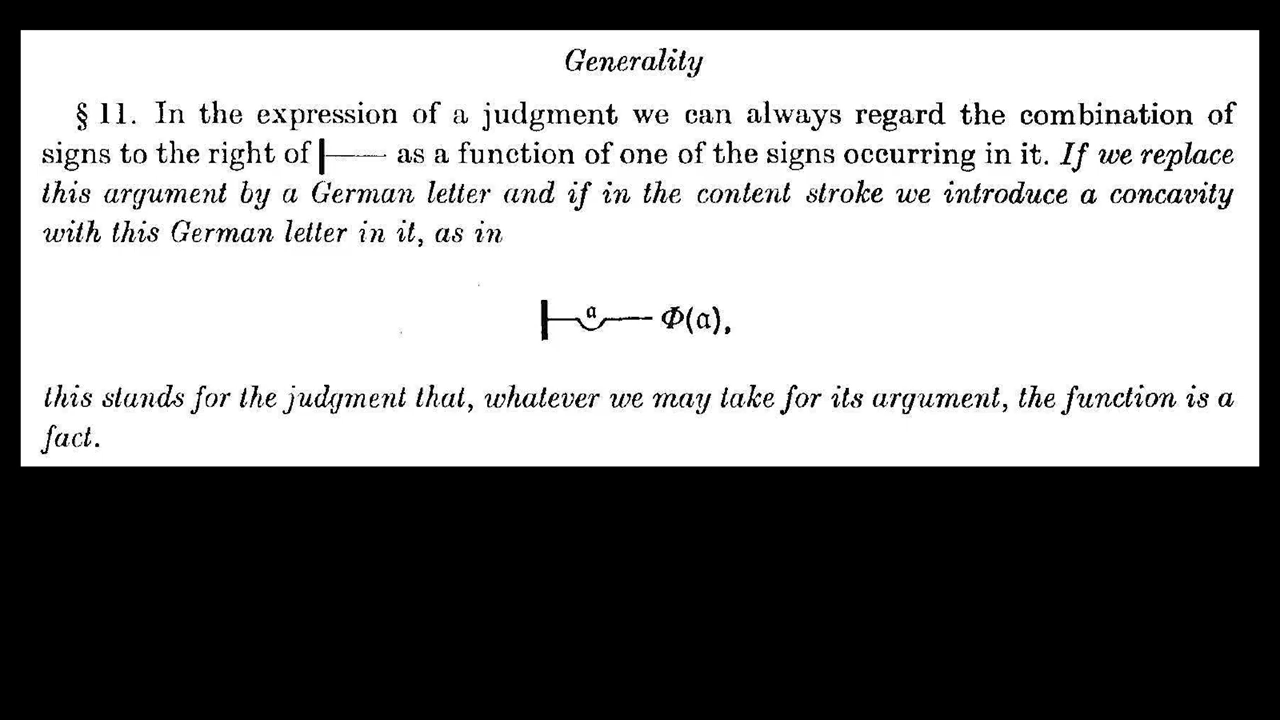 Generality
§ 11. In the expression of a judgment we can always regard the combination of
signs to the right of |—— as a function of one of the signs occurring in it. If we replace
this argument by a German letter and if in the content stroke we introduce a concavity
with this German letter in it, as in
|—𝔞—— Φ(𝔞),
this stands for the judgment that, whatever we may take for its argument, the function is a
fact.